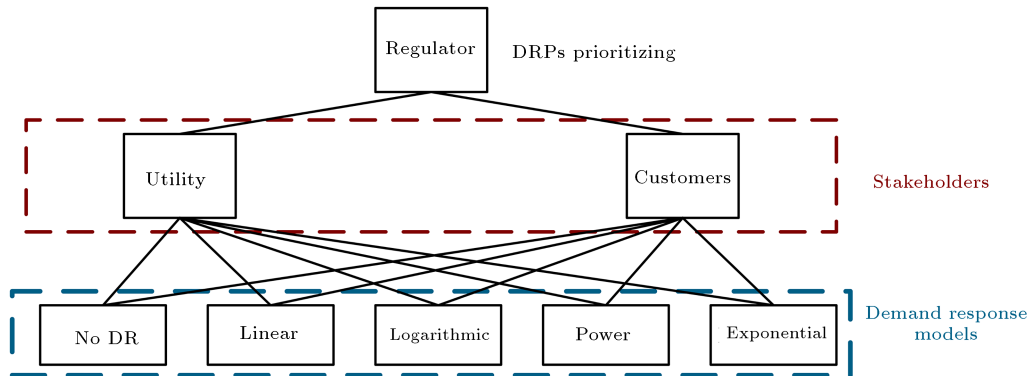 Regulator
DRPs prioritizing
Utility
Customers
Stakeholders
No DR
Linear
Logarithmic
Power
Exponential
Demand response
models